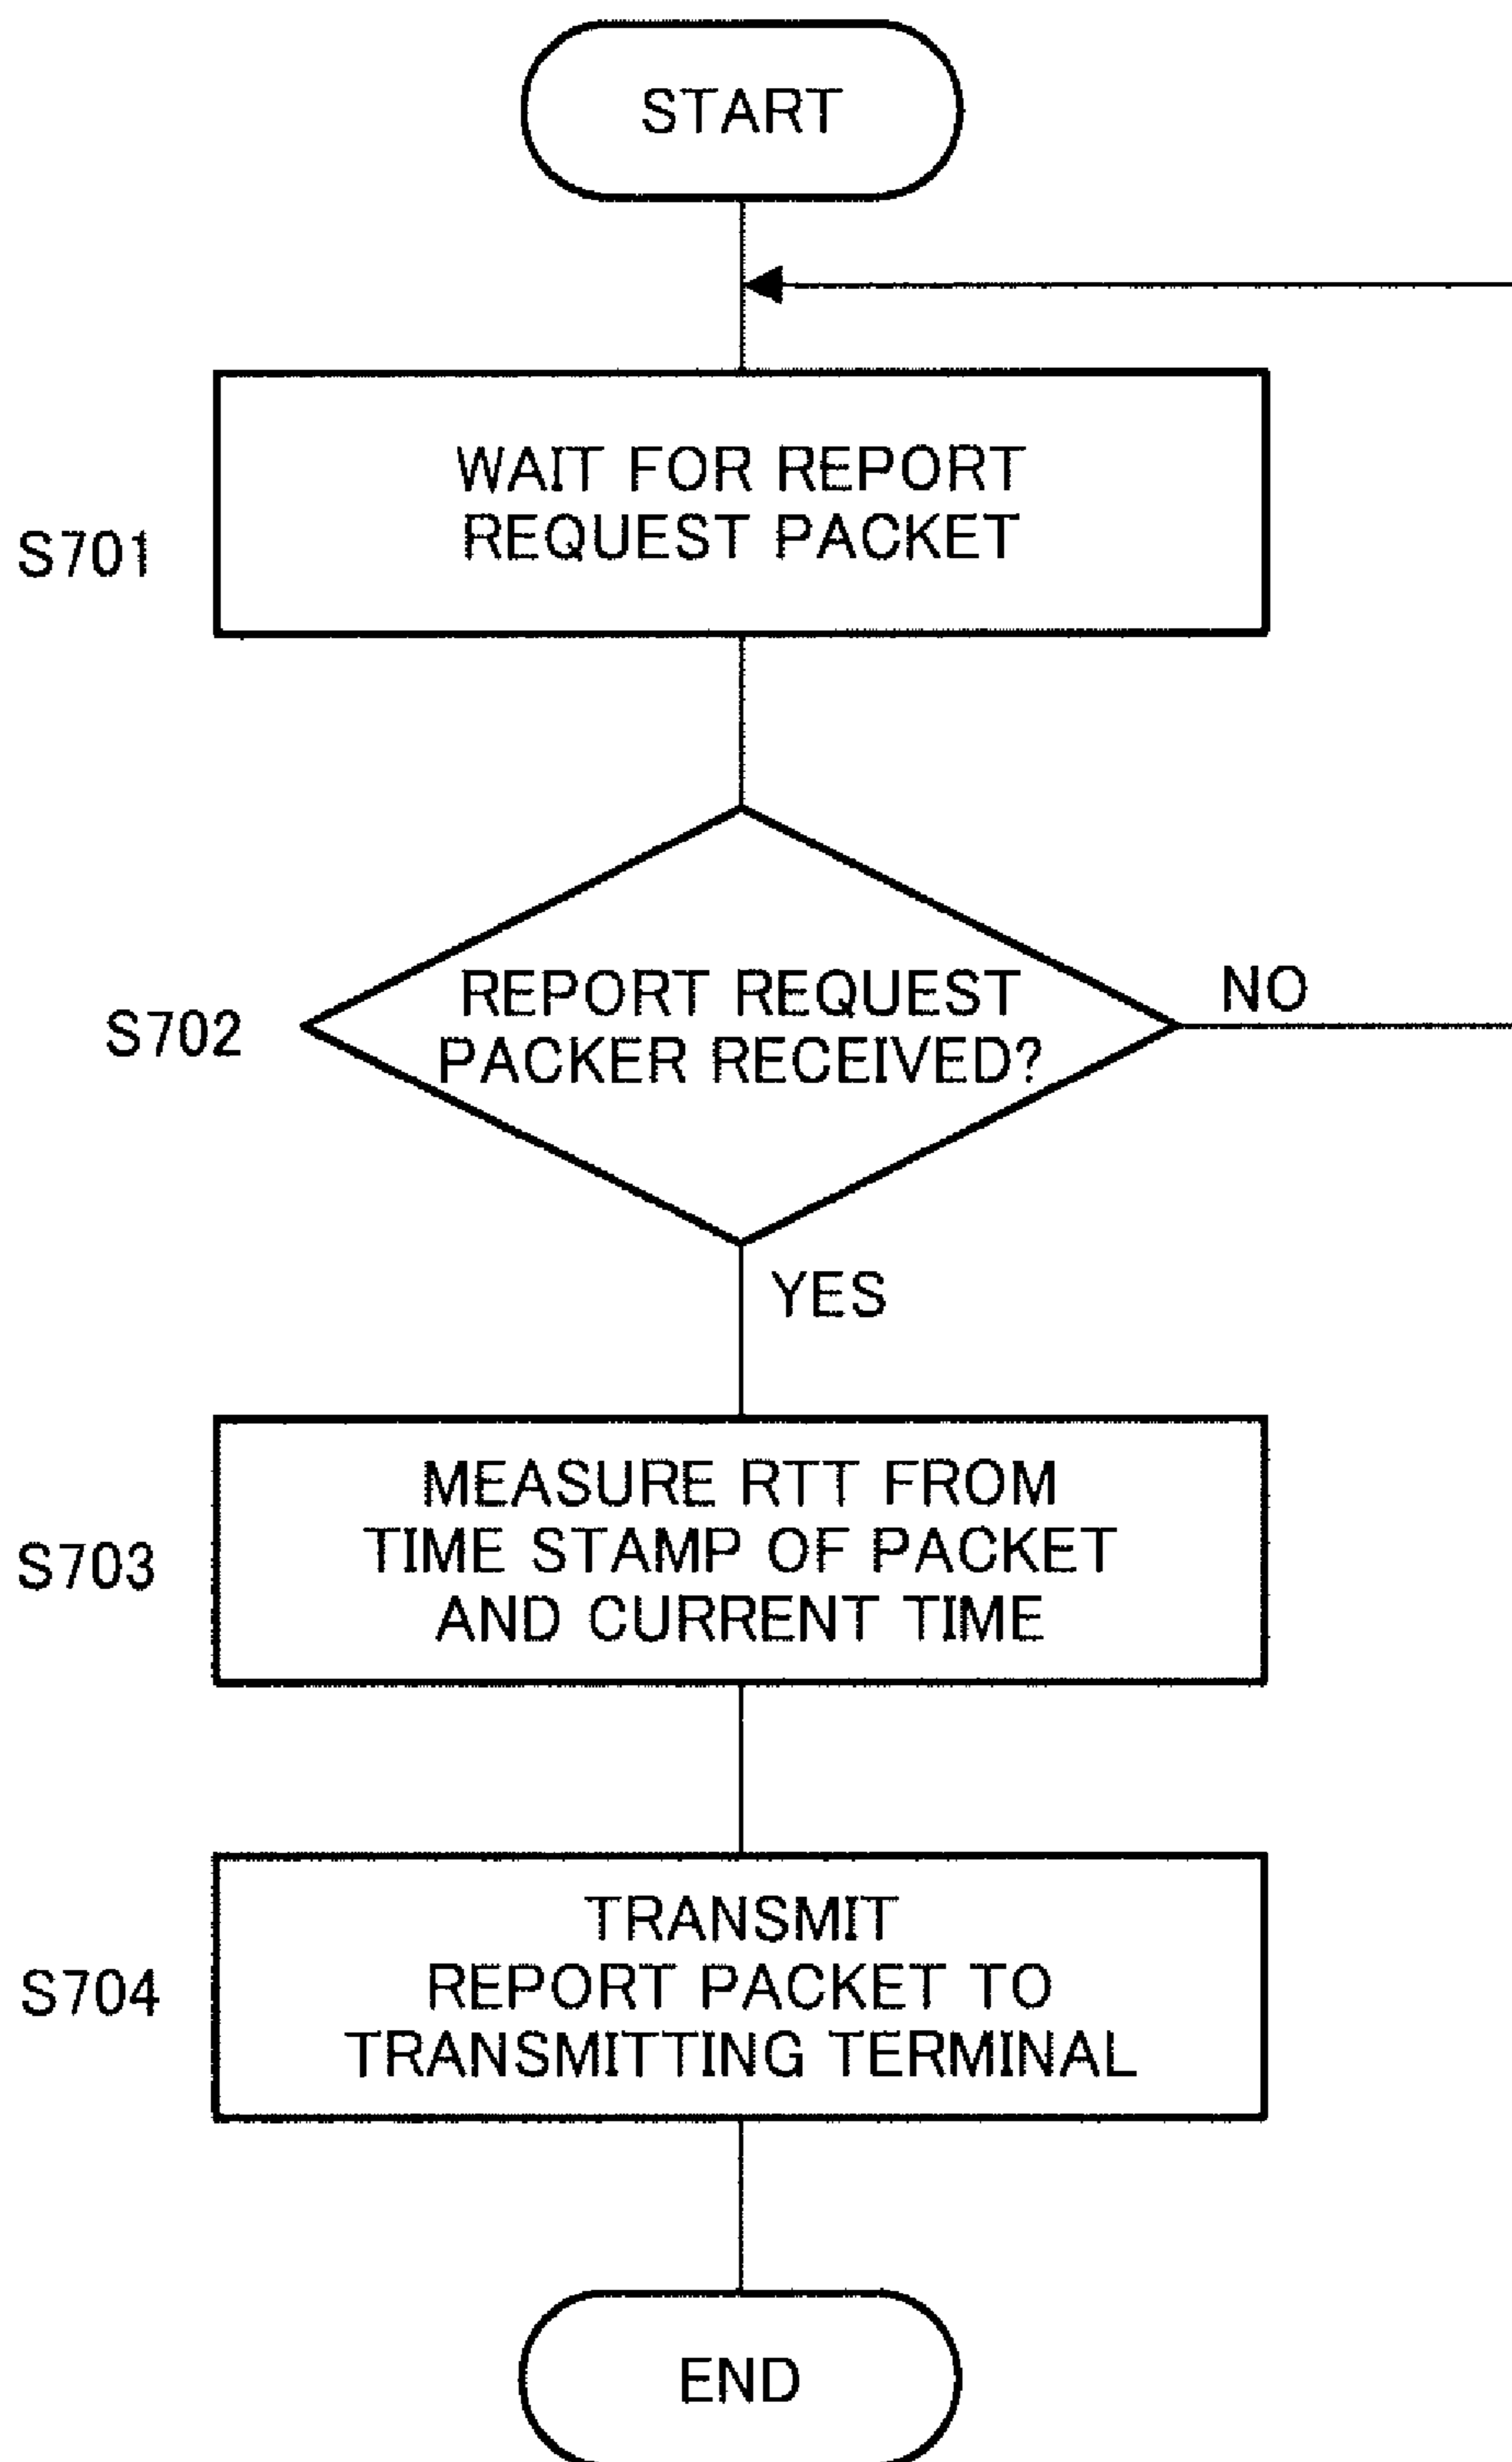 START
WAIT FOR REPORT
REQUEST PACKET
S701
REPORT REQUEST
PACKER RECEIVED?
S702
NO
YES
MEASURE RTT FROM
TIME STAMP OF PACKET
AND CURRENT TIME
S703
TRANSMIT
REPORT PACKET TO
TRANSMITTING TERMINAL
S704
END